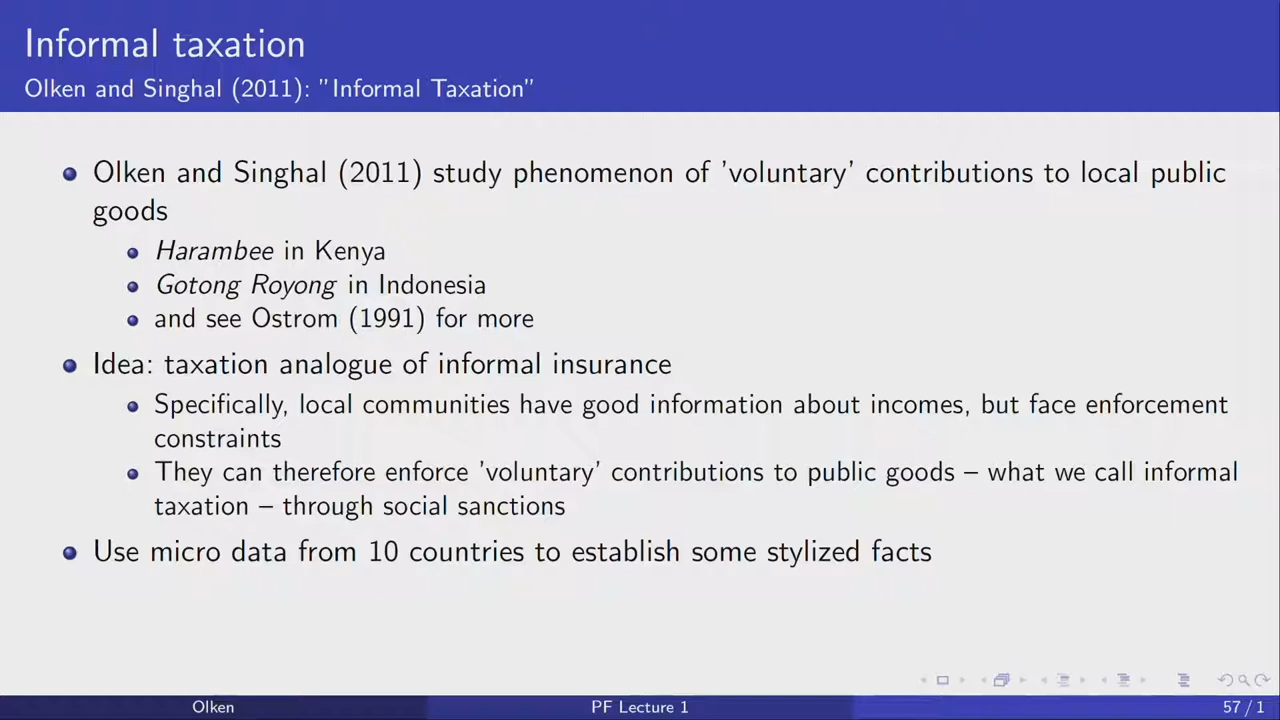 Informal taxation
Olken and Singhal (2011): ”Informal Taxation”
Olken and Singhal (2011) study phenomenon of ’voluntary’ contributions to local public
goods
Harambee in Kenya
Gotong Royong in Indonesia
and see Ostrom (1991) for more
Idea: taxation analogue of informal insurance
Specifically, local communities have good information about incomes, but face enforcement
constraints
They can therefore enforce ’voluntary’ contributions to public goods – what we call informal
taxation – through social sanctions
Use micro data from 10 countries to establish some stylized facts
Olken
PF Lecture 1
57 / 1